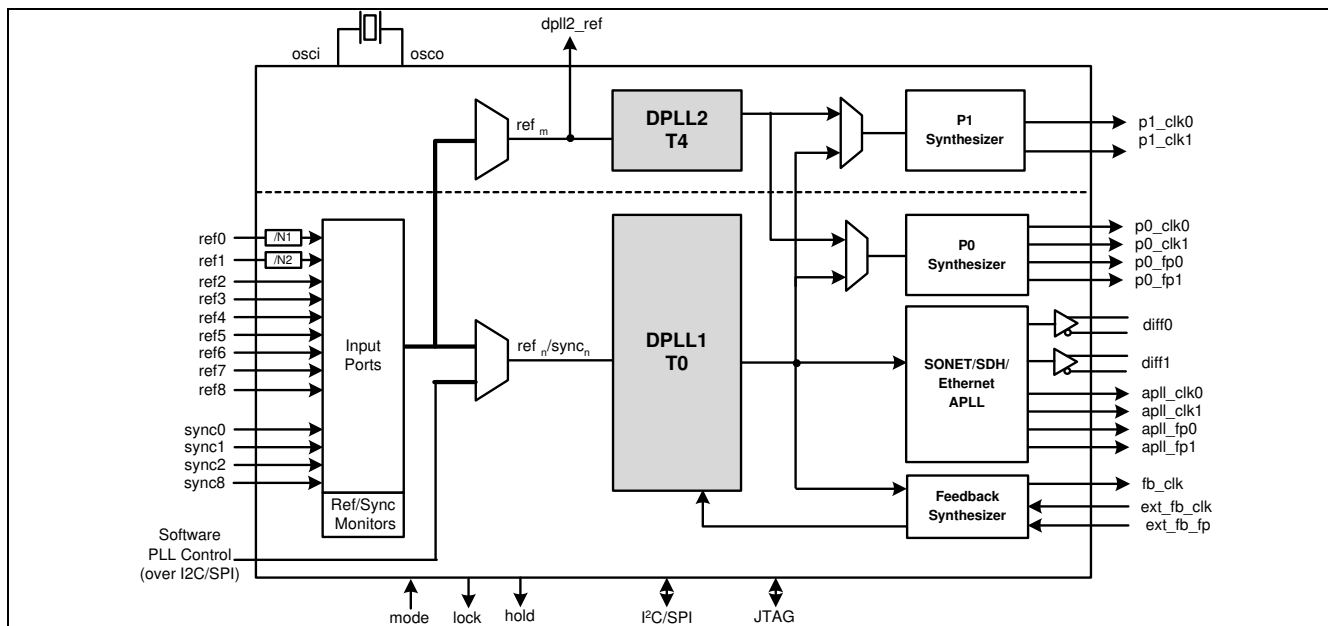 dpll2_ref
osci
osco
ref m
DPLL2
T4
P1
Synthesizer
p1_clk0
p1_clk1
ref0
/N1
ref1
/N2
ref2
ref3
ref4
ref5
ref6
ref7
ref8
sync0
sync1
sync2
sync8
Input
Ports
Ref/Sync
Monitors
Software
PLL Control
(over I2C/SPI)
ref n/sync n
DPLL1
T0
P0
Synthesizer
p0_clk0
p0_clk1
p0_fp0
p0_fp1
SONET/SDH/
Ethernet
APLL
diff0
diff1
apll_clk0
apll_clk1
apll_fp0
apll_fp1
Feedback
Synthesizer
fb_clk
ext_fb_clk
ext_fb_fp
mode
lock
hold
I²C/SPI
JTAG